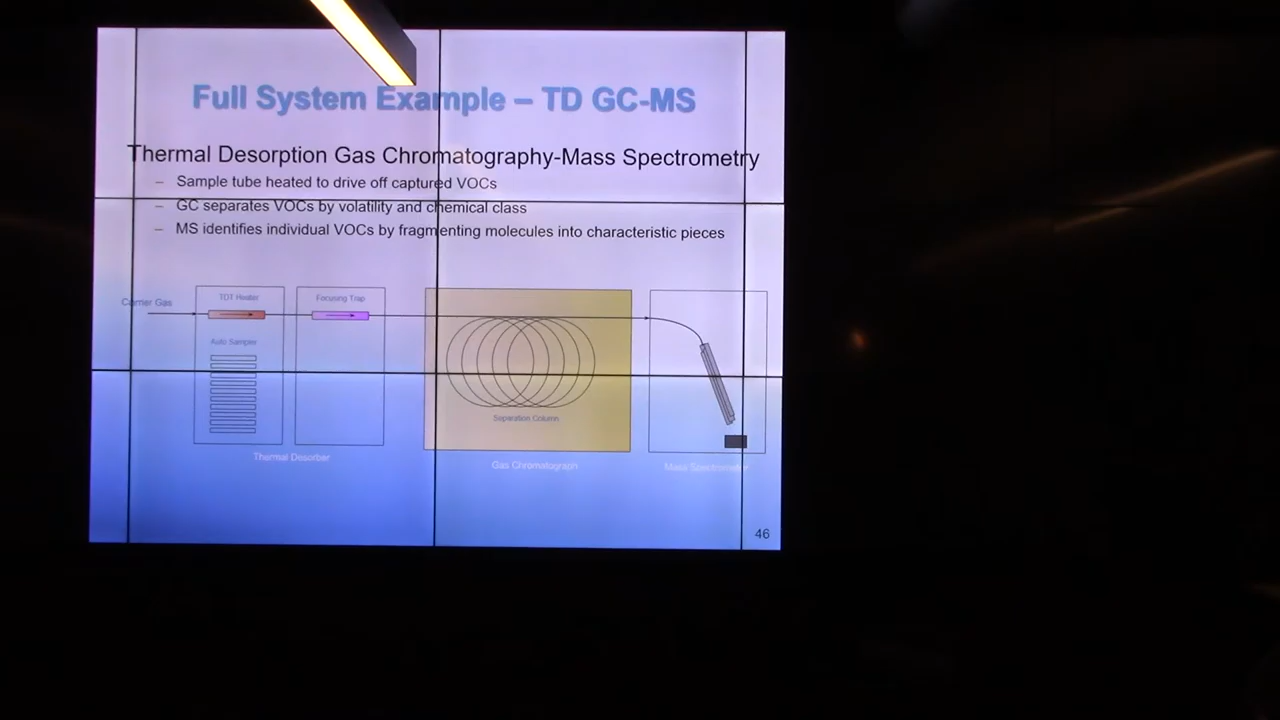 Full System Example – TD GC-MS
Thermal Desorption Gas Chromatography-Mass Spectrometry
– Sample tube heated to drive off captured VOCs
– GC separates VOCs by volatility and chemical class
– MS identifies individual VOCs by fragmenting molecules into characteristic pieces
Carrier Gas
TDT Heater
Focusing Trap
Auto Sampler
Separation Column
Thermal Desorber
Gas Chromatograph
Mass Spectrometer
46